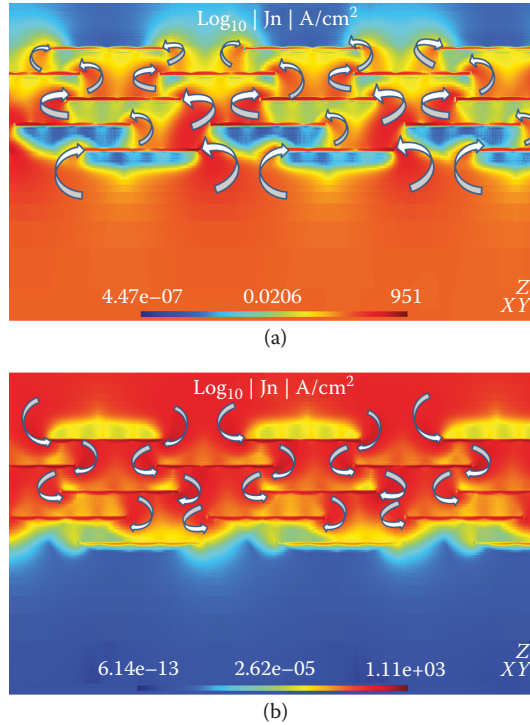 Log₁₀ | Jn | A/cm²
4.47e−07 0.0206 951
Z
XY
(a)
Log₁₀ | Jn | A/cm²
6.14e−13 2.62e−05 1.11e+03
Z
XY
(b)